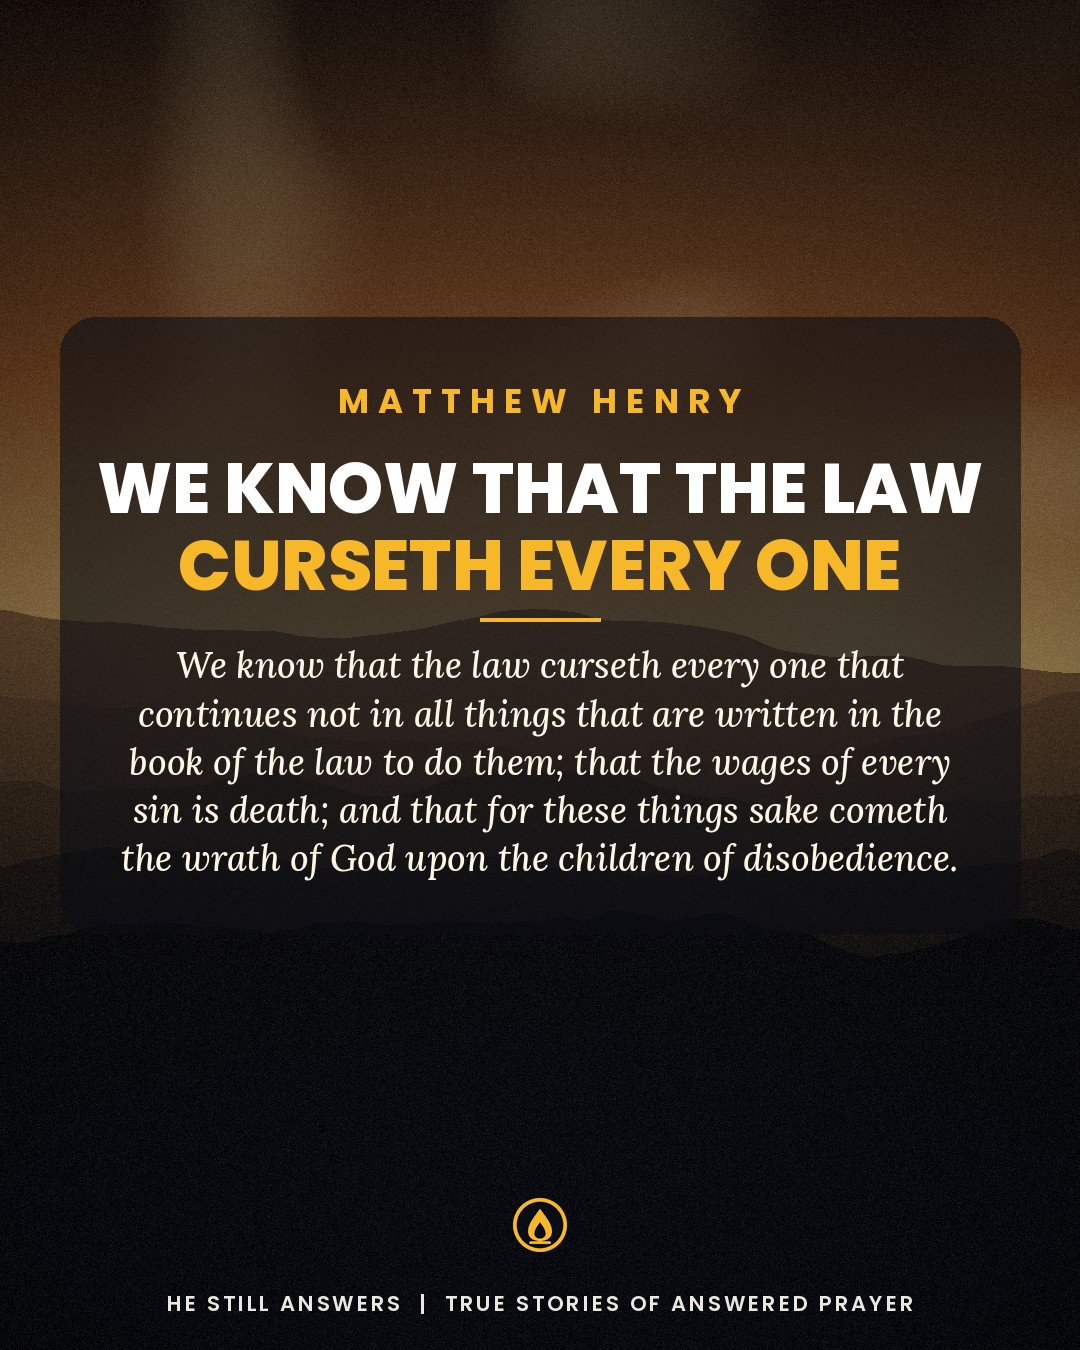 MATTHEW HENRY
WE KNOW THAT THE LAW
CURSETH EVERY ONE
We know that the law curseth every one that
continues not in all things that are written in the
book of the law to do them; that the wages of every
sin is death; and that for these things sake cometh
the wrath of God upon the children of disobedience.
HE STILL ANSWERS | TRUE STORIES OF ANSWERED PRAYER